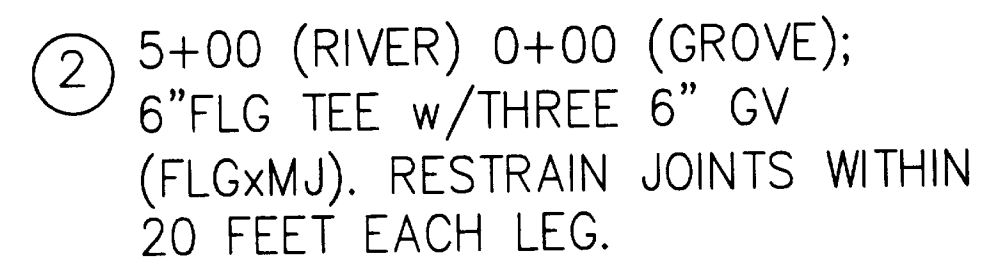 2 5+00 (RIVER) 0+00 (GROVE);
6”FLG TEE w/THREE 6” GV
(FLGxMJ). RESTRAIN JOINTS WITHIN
20 FEET EACH LEG.